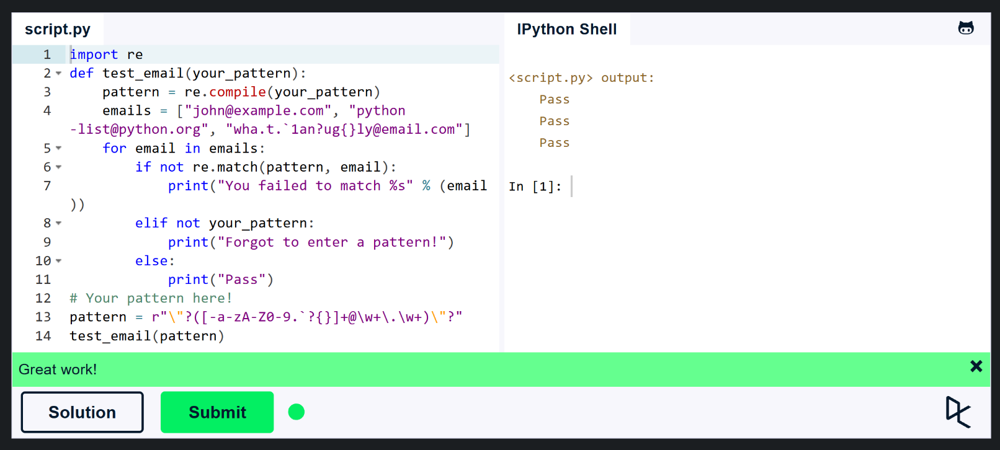 script.py
IPython Shell
1 import re
2 def test_email(your_pattern):
3 pattern = re.compile(your_pattern)
4 emails = ["john@example.com", "python
-list@python.org", "wha.t.`1an?ug{}ly@email.com"]
5 for email in emails:
6 if not re.match(pattern, email):
7 print("You failed to match %s" % (email
))
8 elif not your_pattern:
9 print("Forgot to enter a pattern!")
10 else:
11 print("Pass")
12 # Your pattern here!
13 pattern = r"\"?([-a-zA-Z0-9.`?{}]+@\w+\.\w+)\"?"
14 test_email(pattern)
<script.py> output:
Pass
Pass
Pass
In [1]:
Great work!
Solution
Submit